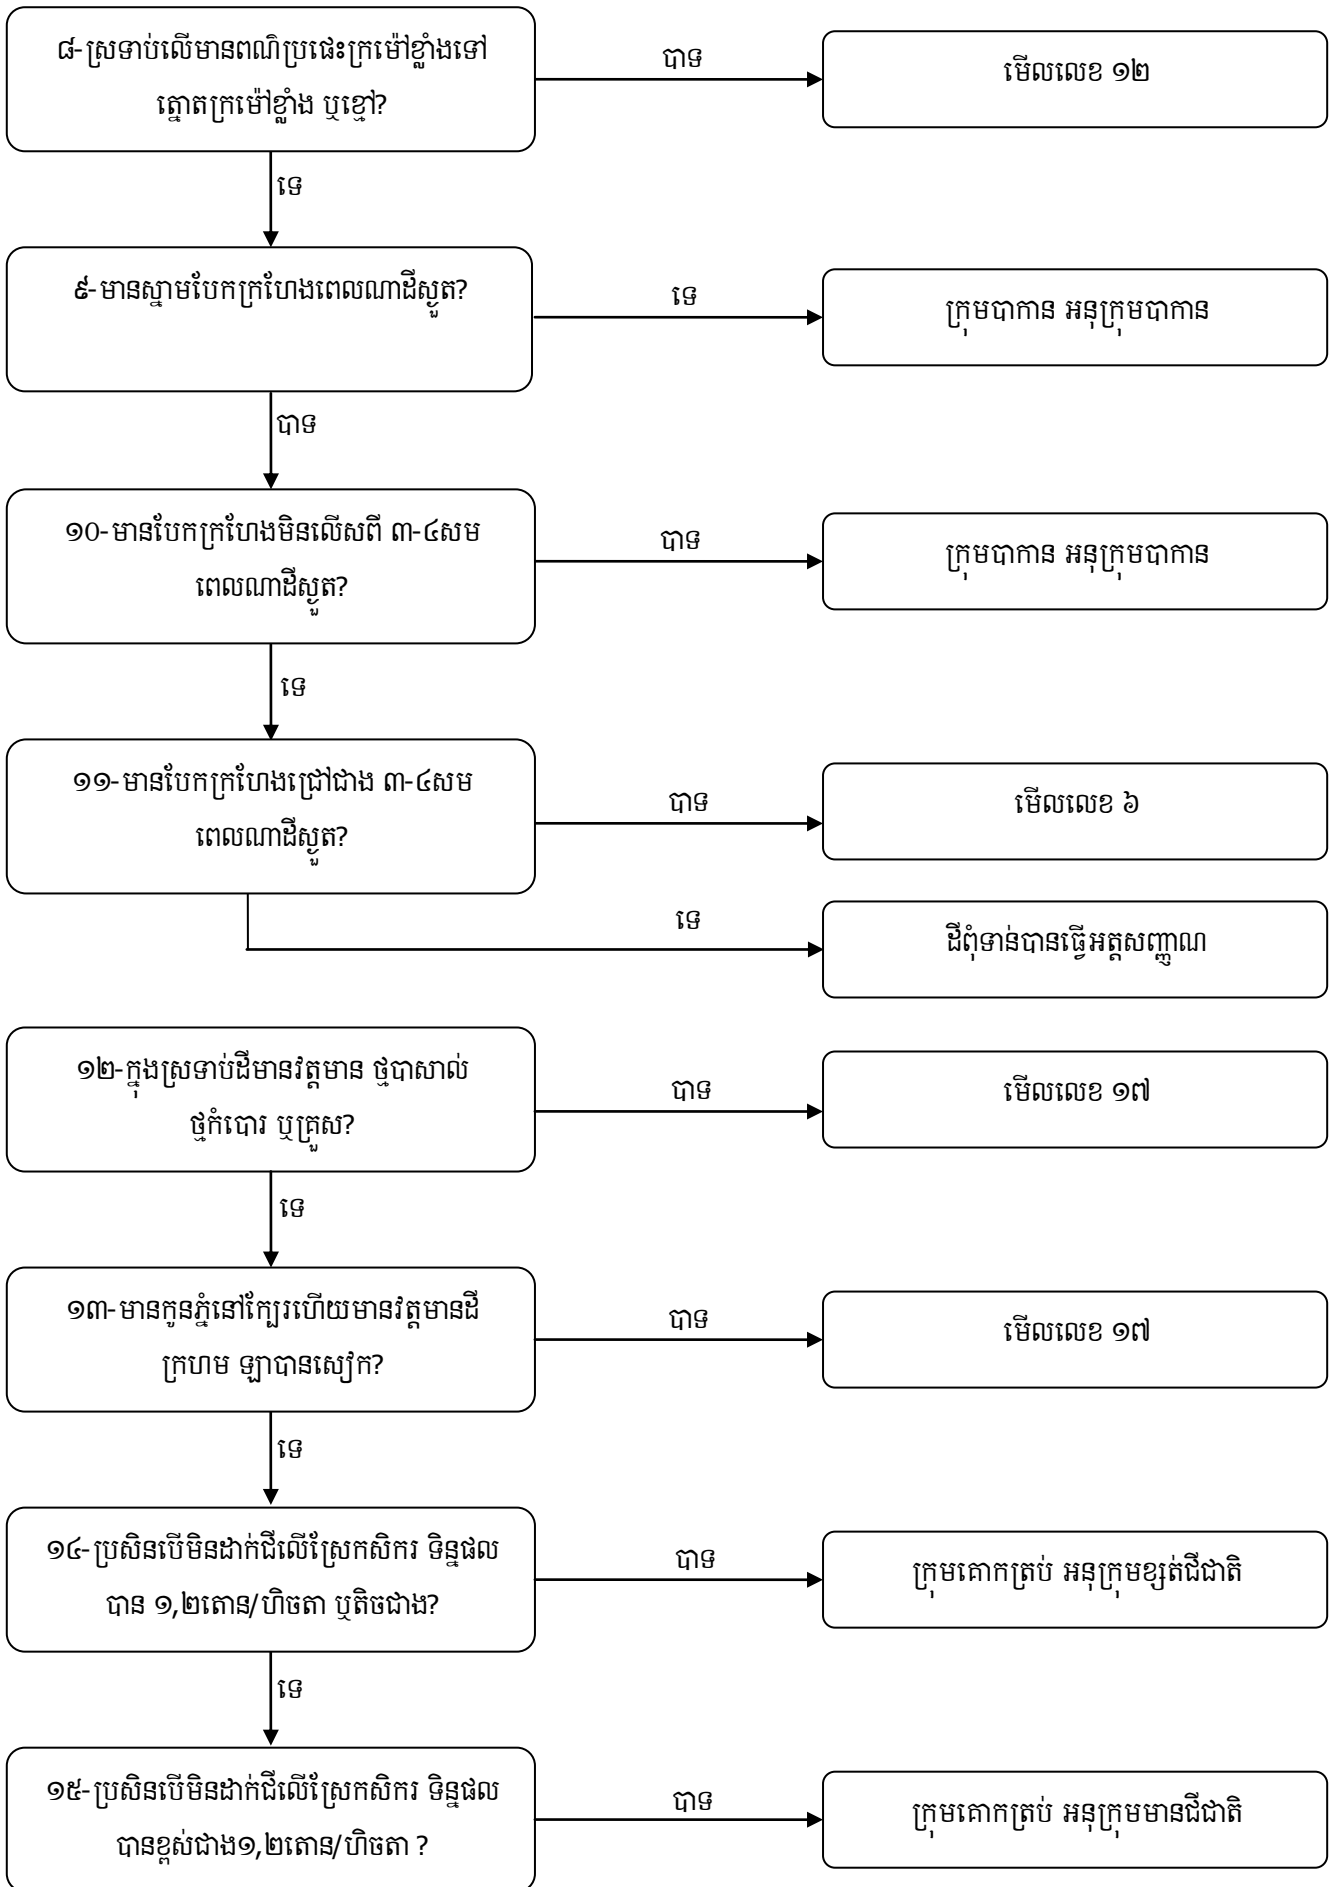 ៨-ស្រទាប់លើមានពណ៌ប្រផេះក្រម៉ៅខ្លាំងទៅ
ត្នោតក្រម៉ៅខ្លាំង ឬខ្មៅ?
បាទ
មើលលេខ ១២
ទេ
៩-មានស្នាមបែកក្រហែងពេលណាដីស្ងួត?
ទេ
ក្រុមបាកាន អនុក្រុមបាកាន
បាទ
១0-មានបែកក្រហែងមិនលើសពី ៣-៤សម
ពេលណាដីស្ងួត?
បាទ
ក្រុមបាកាន អនុក្រុមបាកាន
ទេ
១១-មានបែកក្រហែងជ្រៅជាង ៣-៤សម
ពេលណាដីស្ងួត?
បាទ
មើលលេខ ៦
ទេ
ដីពុំទាន់បានធ្វើអត្តសញ្ញាណ
១២-ក្នុងស្រទាប់ដីមានវត្តមាន ថ្មបាសាល់
ថ្មកំបោរ ឬគ្រួស?
បាទ
មើលលេខ ១៧
ទេ
១៣-មានកូនភ្នំនៅក្បែរហើយមានវត្តមានដី
ក្រហម ឡាបានសៀក?
បាទ
មើលលេខ ១៧
ទេ
១៤-ប្រសិនបើមិនដាក់ជីលើស្រែកសិករ ទិន្នផល
បាន ១,២តោន/ហិចតា ឬតិចជាង?
បាទ
ក្រុមគោកត្រប់ អនុក្រុមខ្សត់ជីជាតិ
ទេ
១៥-ប្រសិនបើមិនដាក់ជីលើស្រែកសិករ ទិន្នផល
បានខ្ពស់ជាង១,២តោន/ហិចតា ?
បាទ
ក្រុមគោកត្រប់ អនុក្រុមមានជីជាតិ